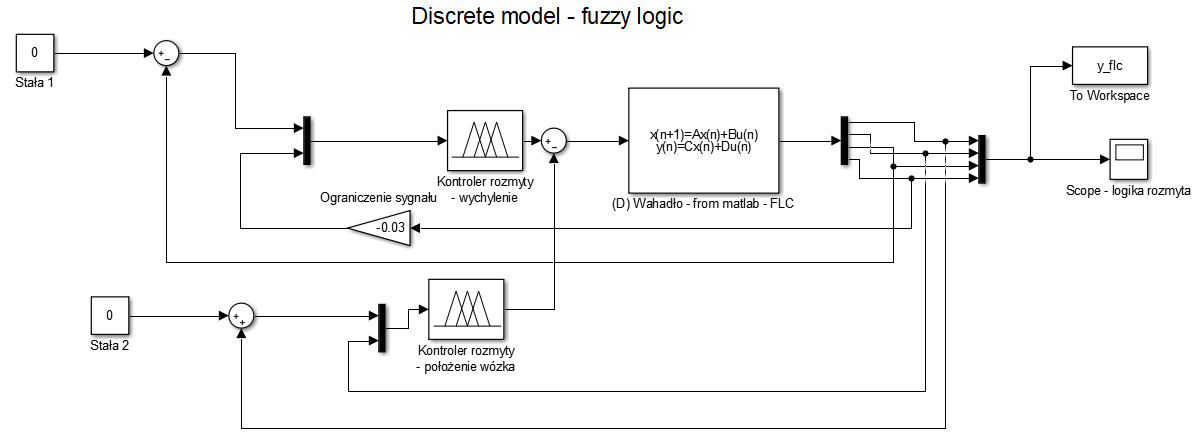 Discrete model - fuzzy logic
0
Stała 1
+
−
Kontroler rozmyty
- wychylenie
+
−
x(n+1)=Ax(n)+Bu(n)
y(n)=Cx(n)+Du(n)
(D) Wahadło - from matlab - FLC
y_flc
To Workspace
Scope - logika rozmyta
Ograniczenie sygnału
-0.03
0
Stała 2
+
+
Kontroler rozmyty
- położenie wózka